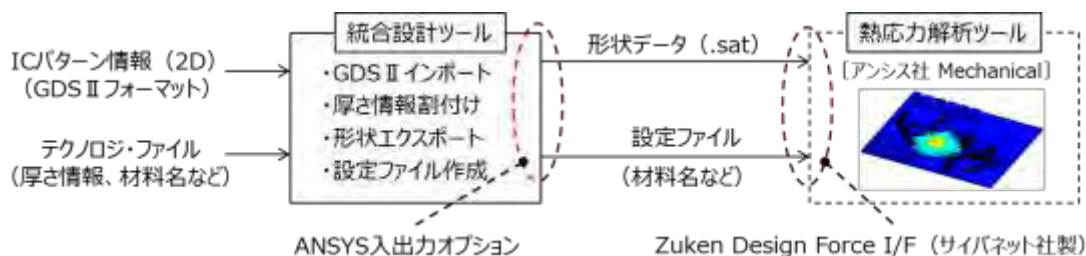 統合設計ツール
ICパターン情報（2D）
（GDSⅡフォーマット）
テクノロジ・ファイル
（厚さ情報、材料名など）
・GDSⅡインポート
・厚さ情報割付け
・形状エクスポート
・設定ファイル作成
形状データ（.sat）
設定ファイル
（材料名など）
熱応力解析ツール
［アンシス社 Mechanical］
ANSYS入出力オプション
Zuken Design Force I/F（サイバネット社製）